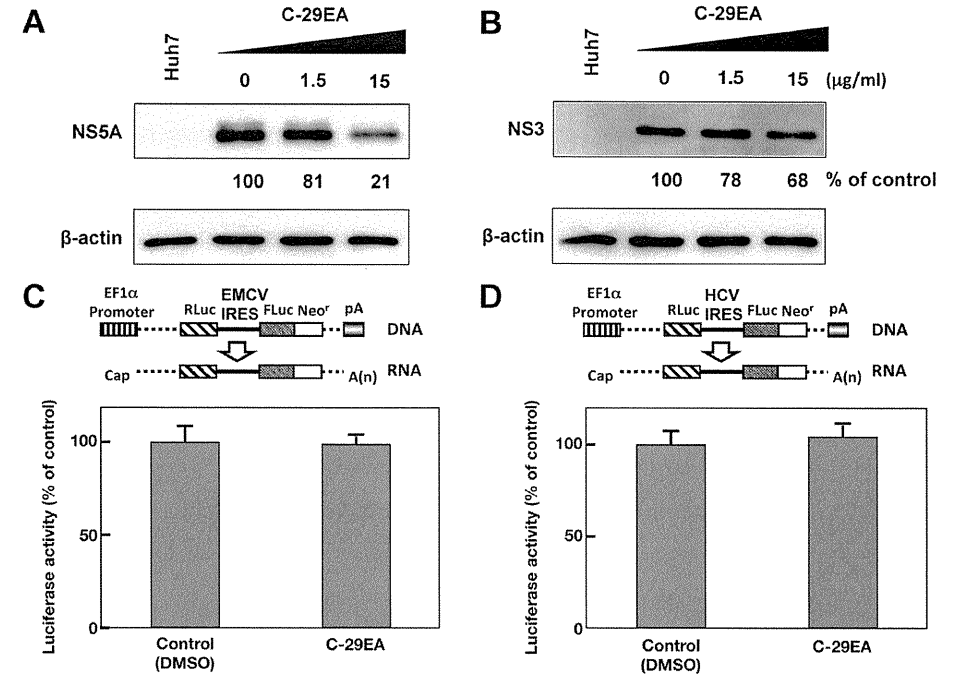 A
C-29EA
Huh7
0 1.5 15
NS5A
100 81 21
β-actin
B
C-29EA
Huh7
0 1.5 15 (μg/ml)
NS3
100 78 68 % of control
β-actin
C
EF1α
Promoter
RLuc
EMCV
IRES
FLuc Neoʳ pA
DNA
Cap
A(n) RNA
Luciferase activity (% of control)
100
50
0
Control
(DMSO)
C-29EA
D
EF1α
Promoter
RLuc
HCV
IRES
FLuc Neoʳ pA
DNA
Cap
A(n) RNA
Luciferase activity (% of control)
100
50
0
Control
(DMSO)
C-29EA